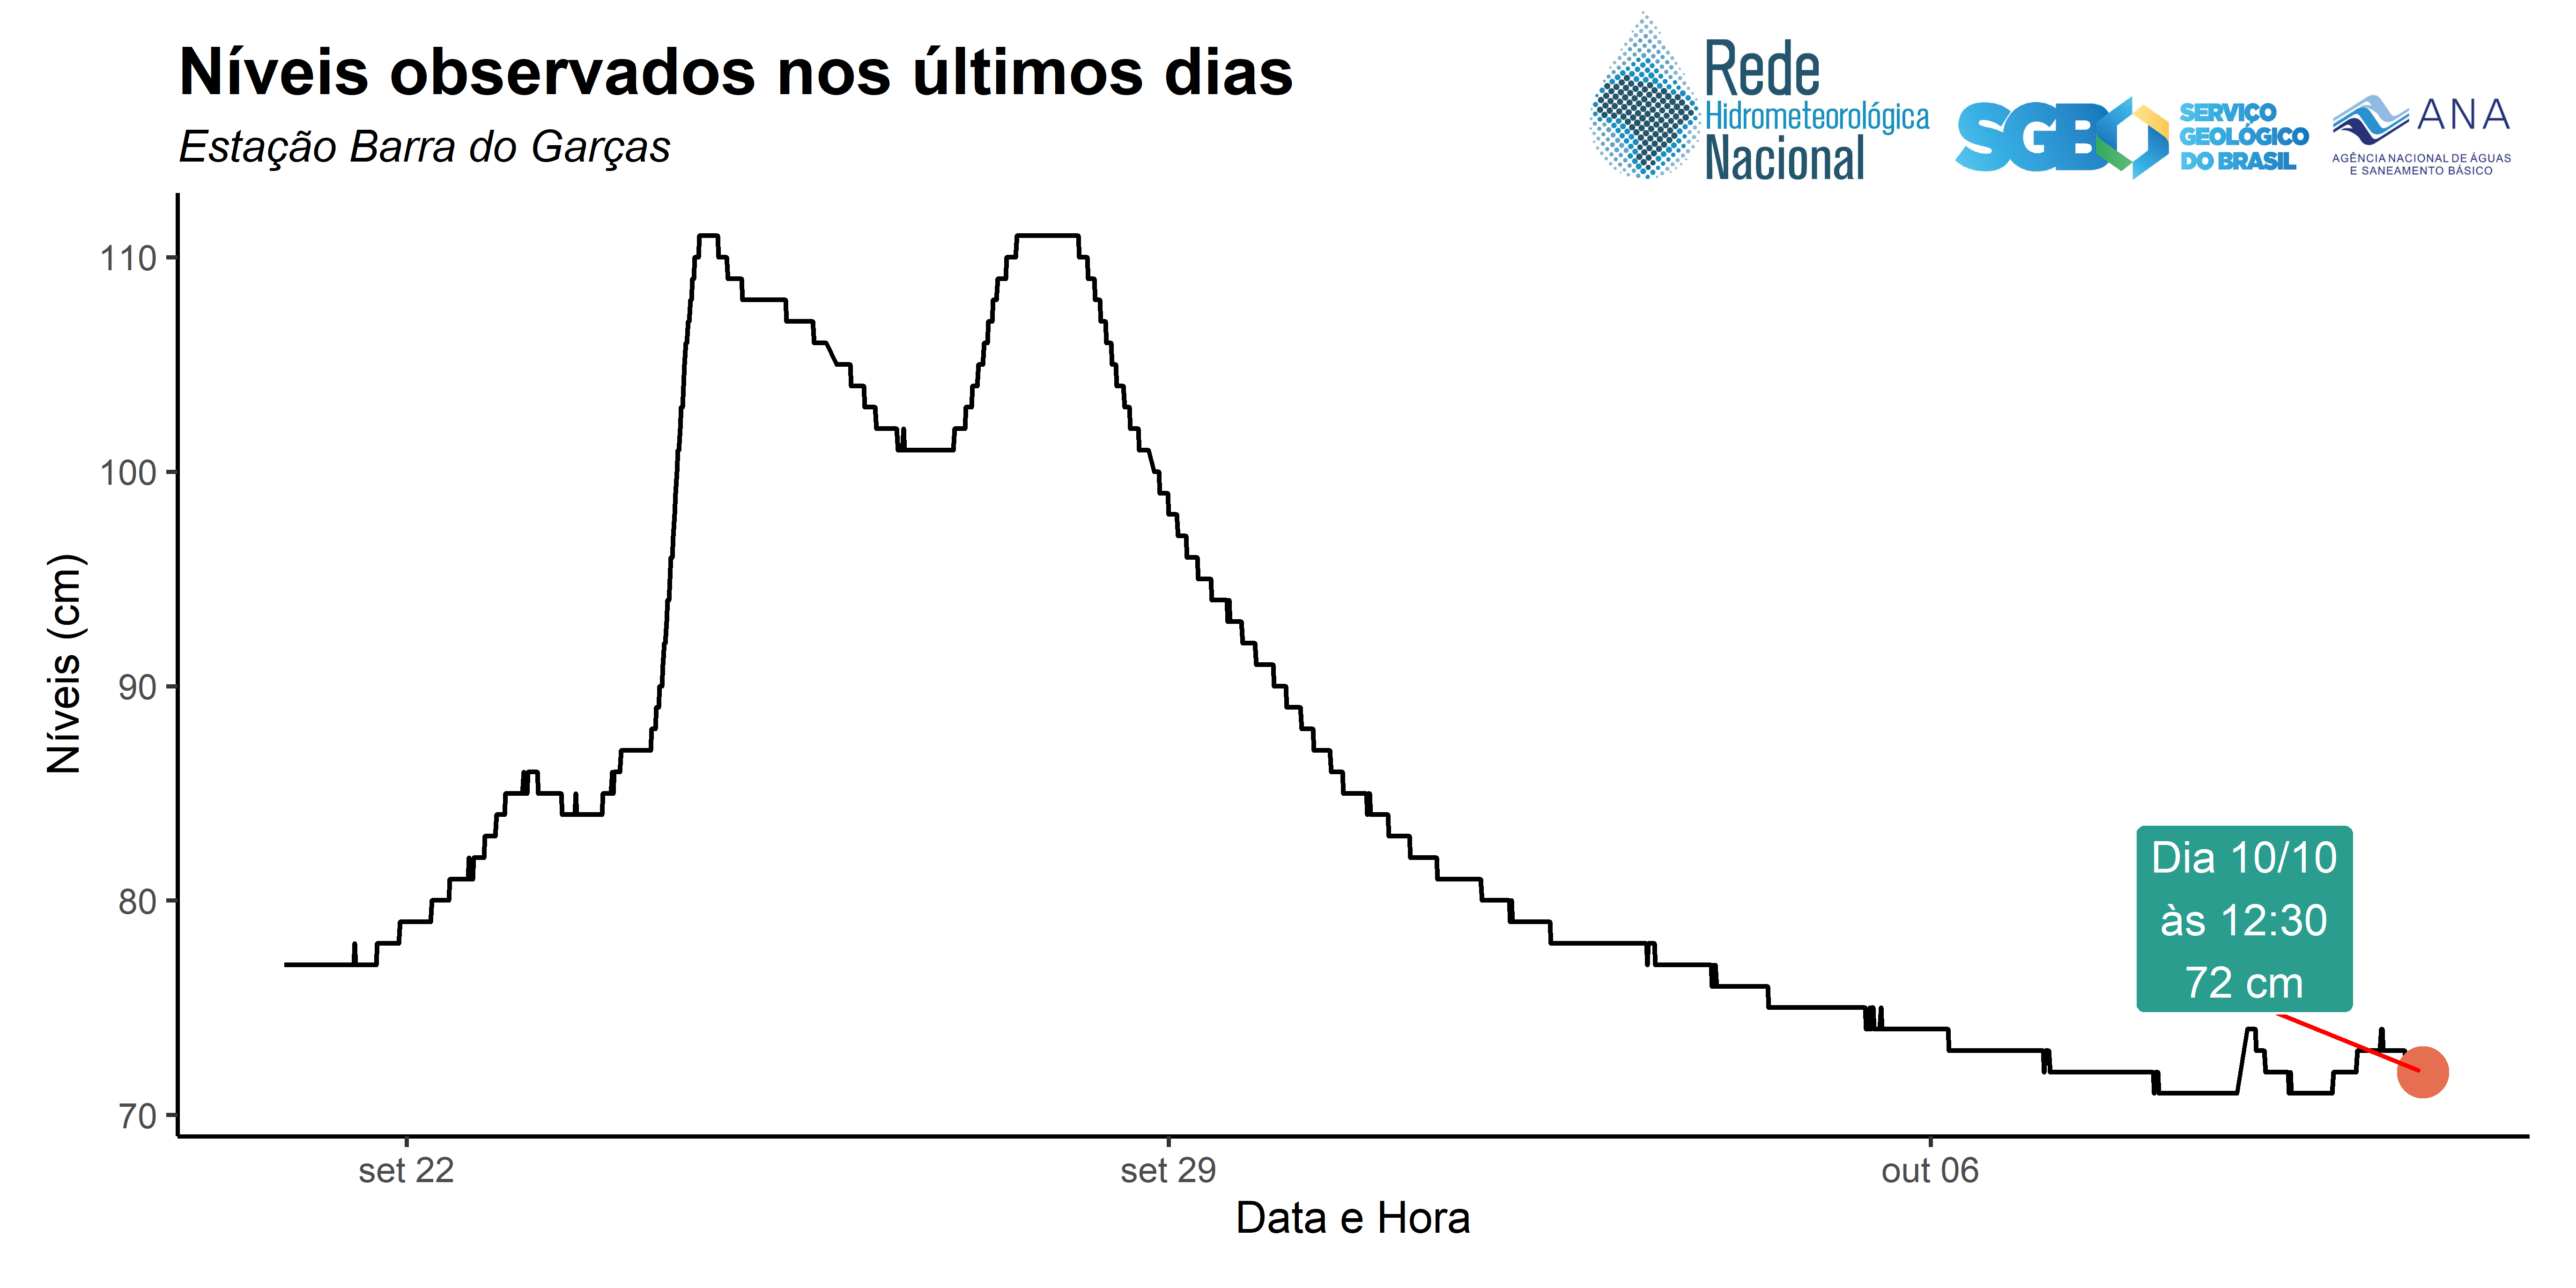 Níveis observados nos últimos dias
Estação Barra do Garças
Rede
Hidrometeorológica
Nacional
SGB
SERVIÇO
GEOLÓGICO
DO BRASIL
ANA
AGÊNCIA NACIONAL DE ÁGUAS
E SANEAMENTO BÁSICO
Níveis (cm)
110
100
90
80
70
Dia 10/10
às 12:30
72 cm
set 22
set 29
out 06
Data e Hora